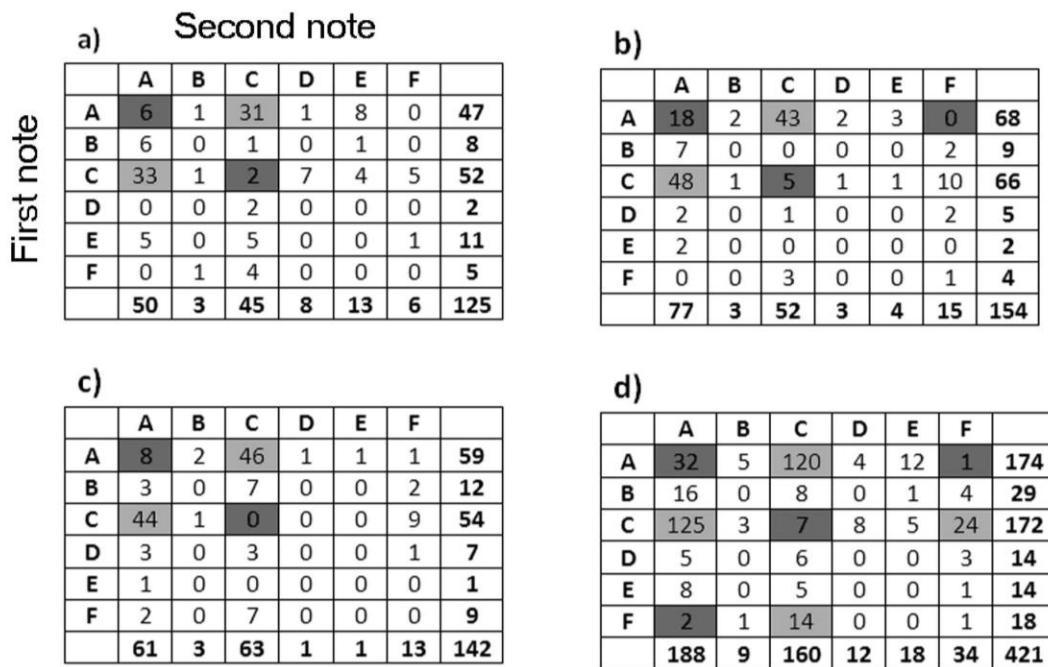 Second note
First note
a)
A B C D E F
A 6 1 31 1 8 0 47
B 6 0 1 0 1 0 8
C 33 1 2 7 4 5 52
D 0 0 2 0 0 0 2
E 5 0 5 0 0 1 11
F 0 1 4 0 0 0 5
50 3 45 8 13 6 125
b)
A B C D E F
A 18 2 43 2 3 0 68
B 7 0 0 0 0 2 9
C 48 1 5 1 1 10 66
D 2 0 1 0 0 2 5
E 2 0 0 0 0 0 2
F 0 0 3 0 0 1 4
77 3 52 3 4 15 154
c)
A B C D E F
A 8 2 46 1 1 1 59
B 3 0 7 0 0 2 12
C 44 1 0 0 0 9 54
D 3 0 3 0 0 1 7
E 1 0 0 0 0 0 1
F 2 0 7 0 0 0 9
61 3 63 1 1 13 142
d)
A B C D E F
A 32 5 120 4 12 1 174
B 16 0 8 0 1 4 29
C 125 3 7 8 5 24 172
D 5 0 6 0 0 3 14
E 8 0 5 0 0 1 14
F 2 1 14 0 0 1 18
188 9 160 12 18 34 421